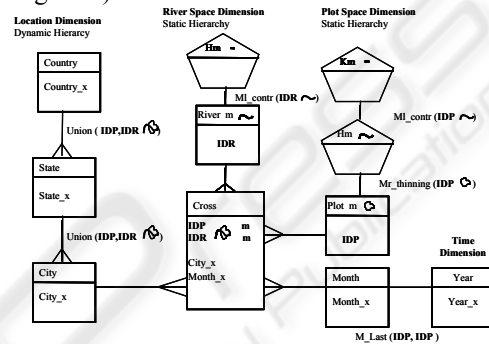 Location Dimension
Dynamic Hierarcy
River Space Dimension
Static Hierarchy
Plot Space Dimension
Static Hierarchy
Country
Country_x
Union ( IDP,IDR )
State
State_x
Union (IDP,IDR )
City
City_x
Hm
Ml_contr (IDR )
River m
IDR
Cross
IDP m
IDR m
City_x
Month_x
Km
Ml_contr (IDP )
Hm
Mr_thinning (IDP )
Plot m
IDP
Time
Dimension
Month
Month_x
Year
Year_x
M_Last (IDP, IDP )